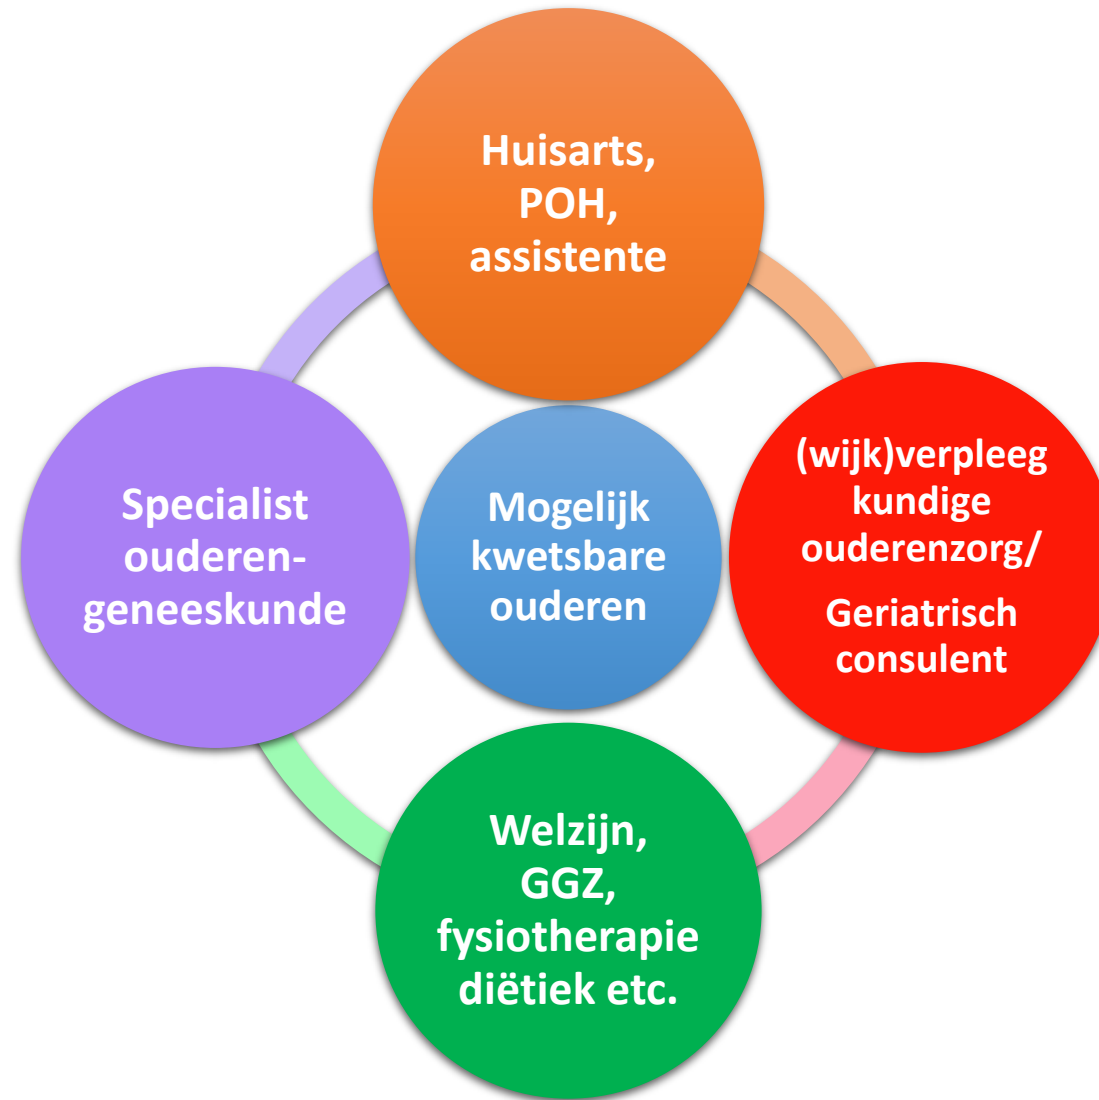 Huisarts,
POH,
assistente
Specialist
ouderen-
geneeskunde
Mogelijk
kwetsbare
ouderen
(wijk)verpleeg
kundige
ouderenzorg/
Geriatrisch
consulent
Welzijn,
GGZ,
fysiotherapie
diëtiek etc.